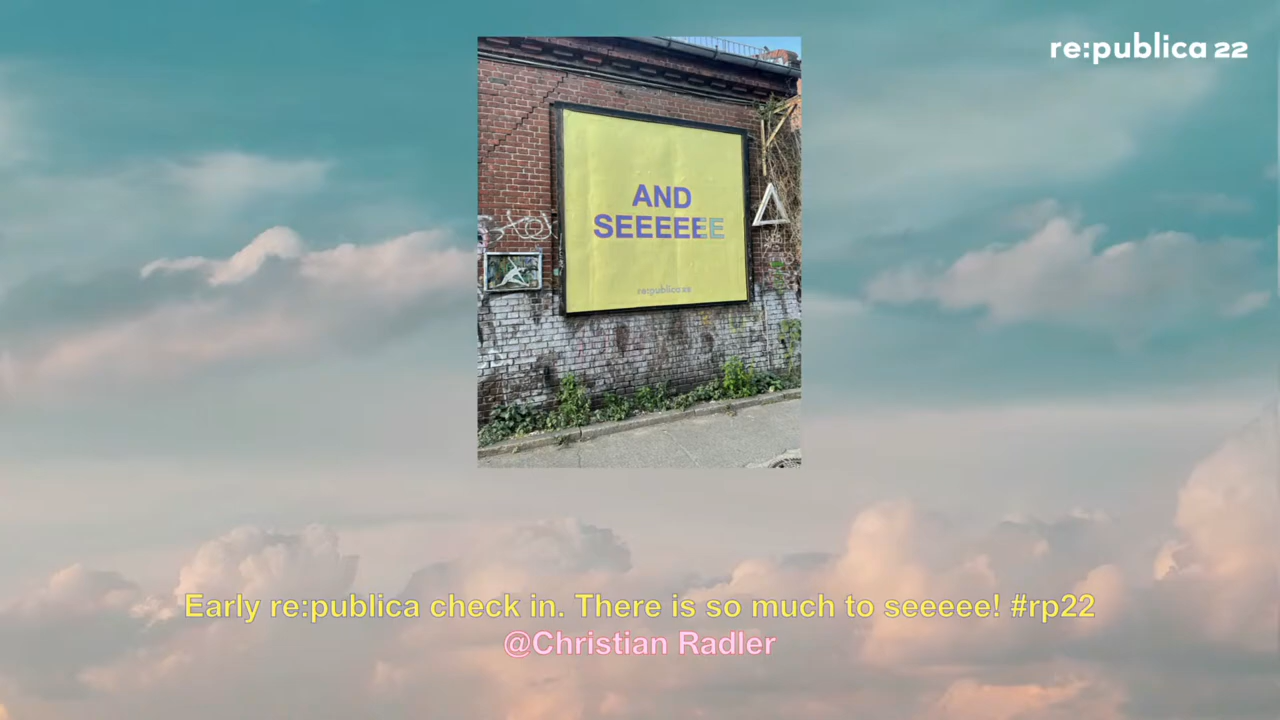 re:publica 22
AND
SEEEEEE
re:publica 22
Early re:publica check in. There is so much to seeeee! #rp22
@Christian Radler